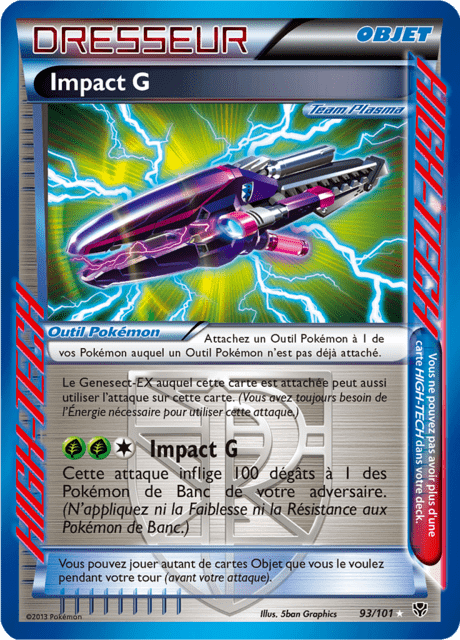 DRESSEUR
OBJET
Impact G
Team Plasma
HIGH-TECH
Outil Pokémon
Attachez un Outil Pokémon à 1 de
vos Pokémon auquel un Outil Pokémon n'est pas déjà attaché.
Le Genesect-EX auquel cette carte est attachée peut aussi
utiliser l'attaque sur cette carte. (Vous avez toujours besoin de
l'Énergie nécessaire pour utiliser cette attaque.)
Impact G
Cette attaque inflige 100 dégâts à 1 des
Pokémon de Banc de votre adversaire.
(N'appliquez ni la Faiblesse ni la Résistance aux
Pokémon de Banc.)
HIGH-TECH
Vous ne pouvez pas avoir plus d'une
carte HIGH-TECH dans votre deck.
Vous pouvez jouer autant de cartes Objet que vous le voulez
pendant votre tour (avant votre attaque).
©2013 Pokémon
Illus. 5ban Graphics
93/101